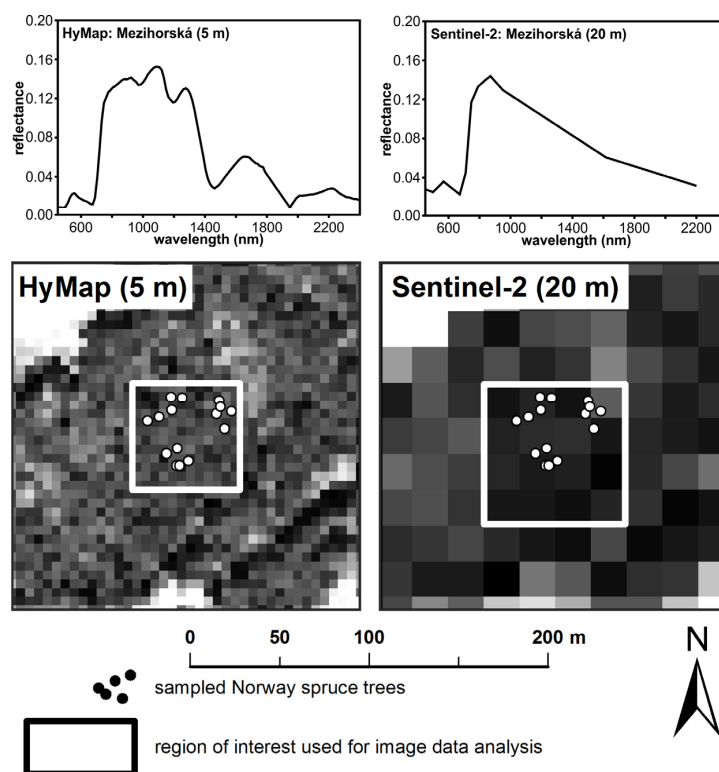 HyMap: Mezihorská (5 m)
reflectance
0.20
0.16
0.12
0.08
0.04
0.00
600
1000
1400
1800
2200
wavelength (nm)
Sentinel-2: Mezihorská (20 m)
reflectance
0.20
0.16
0.12
0.08
0.04
0.00
600
1000
1400
1800
2200
wavelength (nm)
HyMap (5 m)
Sentinel-2 (20 m)
0
50
100
200 m
N
sampled Norway spruce trees
region of interest used for image data analysis